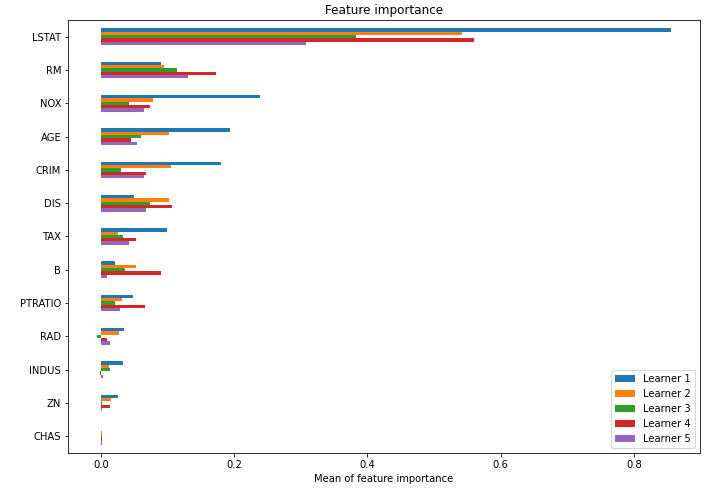 Feature importance
LSTAT
RM
NOX
AGE
CRIM
DIS
TAX
B
PTRATIO
RAD
INDUS
ZN
CHAS
Learner 1
Learner 2
Learner 3
Learner 4
Learner 5
0.0 0.2 0.4 0.6 0.8
Mean of feature importance